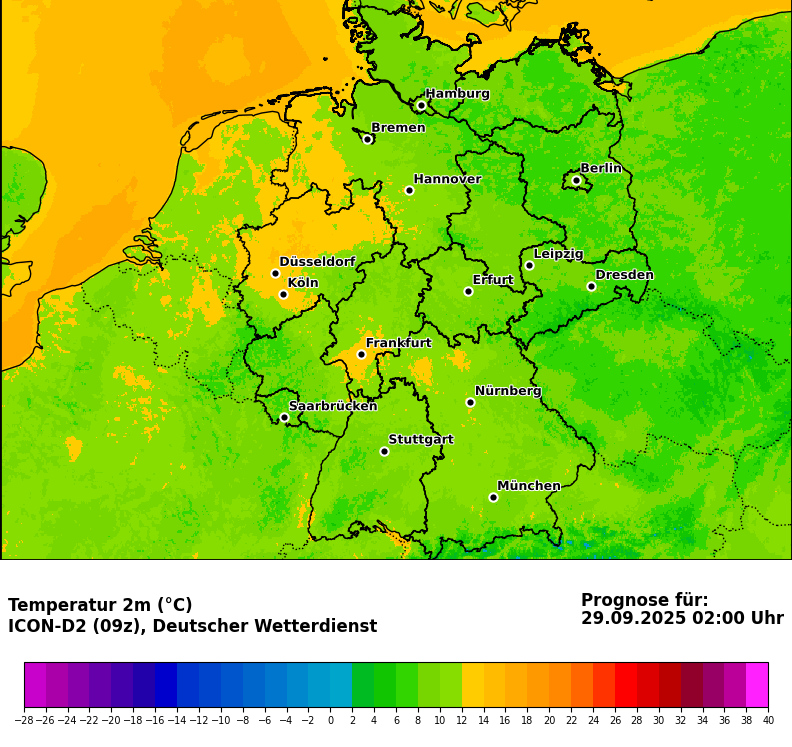 Hamburg
Bremen
Berlin
Hannover
Düsseldorf
Leipzig
Köln
Erfurt
Dresden
Frankfurt
Nürnberg
Saarbrücken
Stuttgart
München
Temperatur 2m (°C)
ICON-D2 (09z), Deutscher Wetterdienst
Prognose für:
29.09.2025 02:00 Uhr
−28 −26 −24 −22 −20 −18 −16 −14 −12 −10 −8 −6 −4 −2 0 2 4 6 8 10 12 14 16 18 20 22 24 26 28 30 32 34 36 38 40